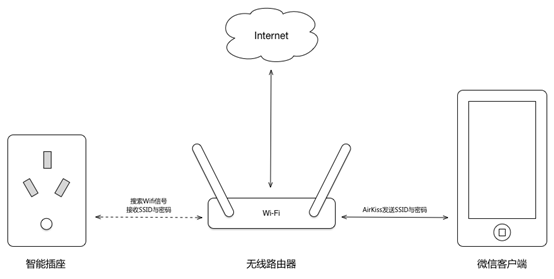 Internet
搜索Wifi信号
接收SSID与密码
Wi-Fi
AirKiss发送SSID与密码
智能插座
无线路由器
微信客户端